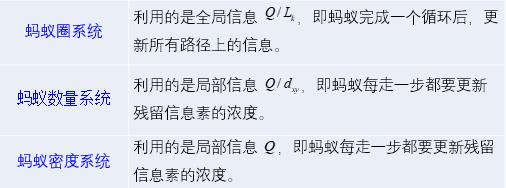 蚂蚁圈系统
利用的是全局信息 Q/L_k，即蚂蚁完成一个循环后，更
新所有路径上的信息。
蚂蚁数量系统
利用的是局部信息 Q/d_xy，即蚂蚁每走一步都要更新
残留信息素的浓度。
蚂蚁密度系统
利用的是局部信息 Q，即蚂蚁每走一步都要更新残留
信息素的浓度。